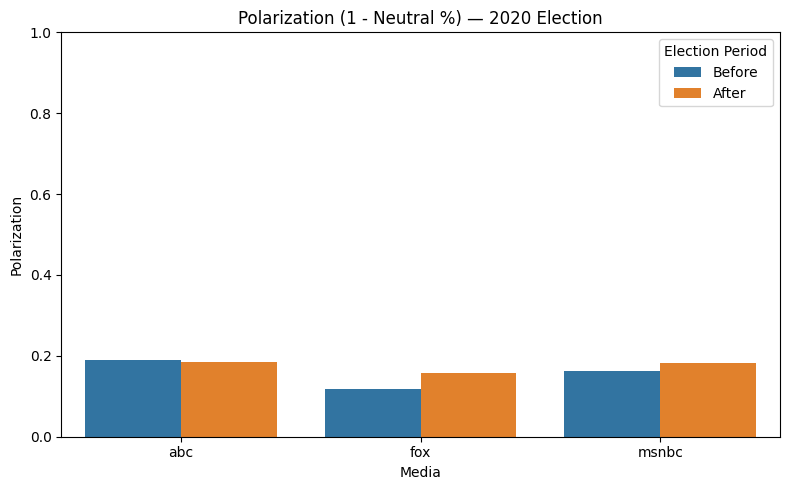 Polarization (1 - Neutral %) — 2020 Election
Election Period
Before
After
Polarization
1.0
0.8
0.6
0.4
0.2
0.0
abc
fox
msnbc
Media